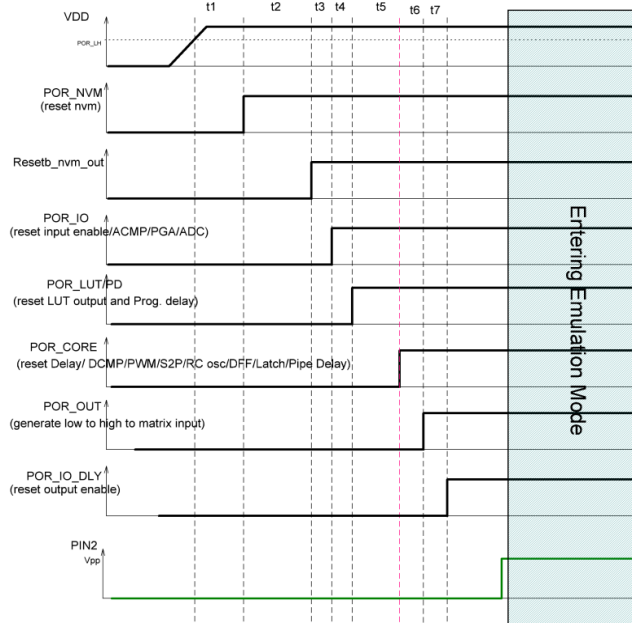 t1 t2 t3 t4 t5 t6 t7
VDD
POR_LH
POR_NVM
(reset nvm)
Resetb_nvm_out
POR_IO
(reset input enable/ACMP/PGA/ADC)
POR_LUT/PD
(reset LUT output and Prog. delay)
POR_CORE
(reset Delay/ DCMP/PWM/S2P/RC osc/DFF/Latch/Pipe Delay)
POR_OUT
(generate low to high to matrix input)
POR_IO_DLY
(reset output enable)
PIN2
Vpp
Entering Emulation Mode